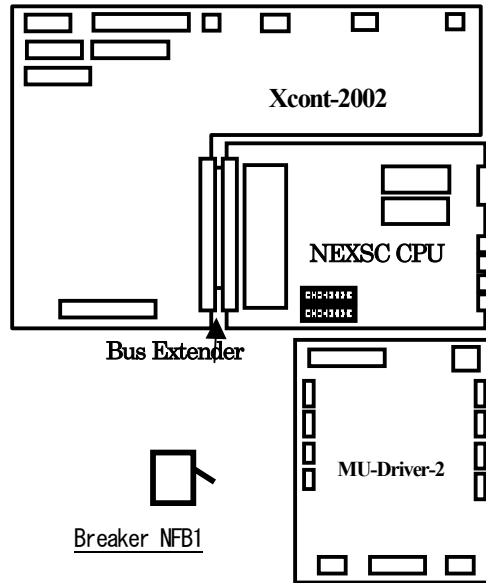 Xcont-2002
NEXSC CPU
Bus Extender
MU-Driver-2
Breaker NFB1